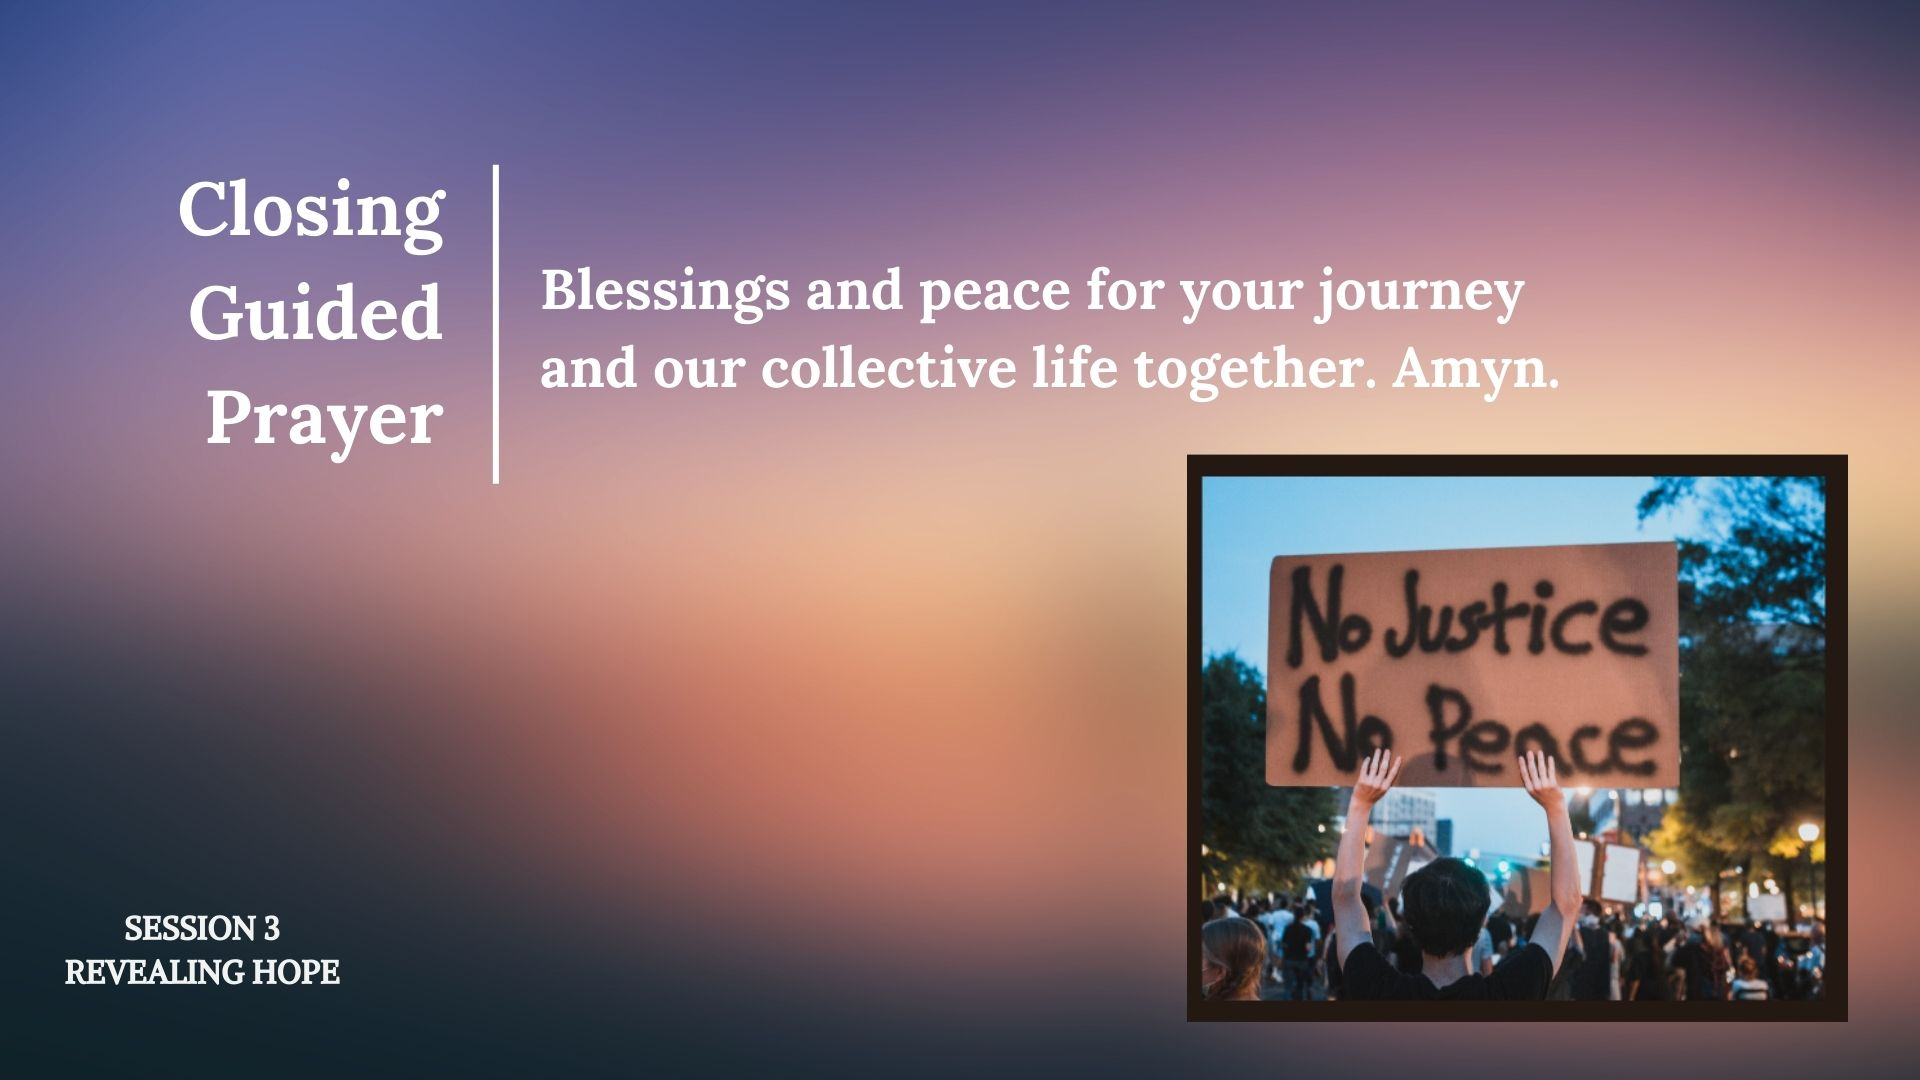 Closing
Guided
Prayer
Blessings and peace for your journey
and our collective life together. Amyn.
No Justice
No Peace
SESSION 3
REVEALING HOPE